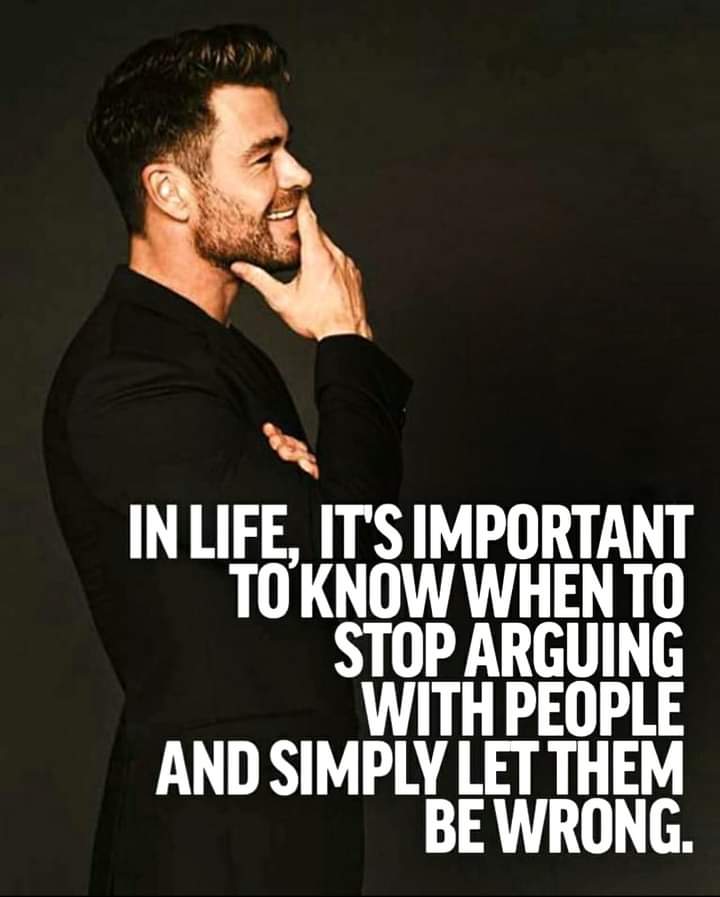 IN LIFE, IT'S IMPORTANT
TO KNOW WHEN TO
STOP ARGUING
WITH PEOPLE
AND SIMPLY LET THEM
BE WRONG.